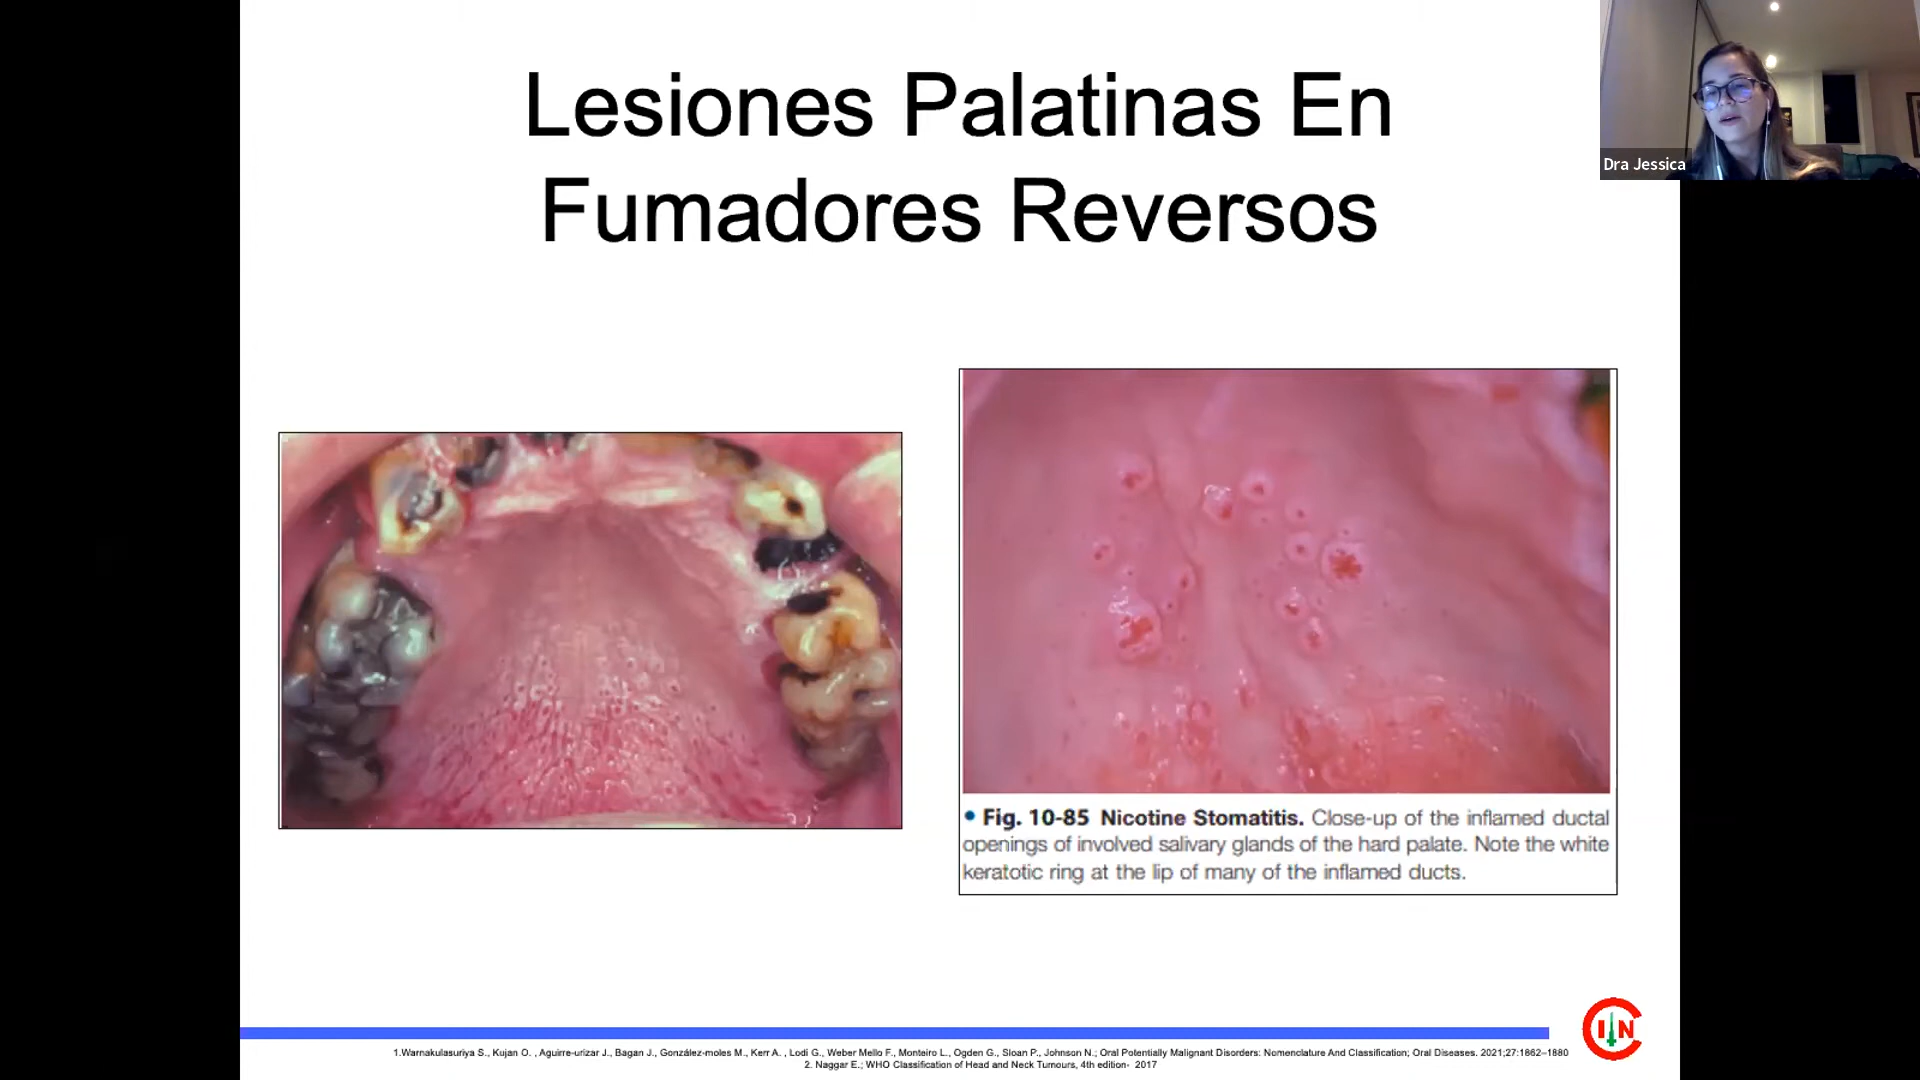 Lesiones Palatinas En
Fumadores Reversos
Dra Jessica
• Fig. 10-85 Nicotine Stomatitis. Close-up of the inflamed ductal
openings of involved salivary glands of the hard palate. Note the white
keratotic ring at the lip of many of the inflamed ducts.
CIN
1.Warnakulasuriya S., Kujan O. , Aguirre-urizar J., Bagan J., González-moles M., Kerr A. , Lodi G., Weber Mello F., Monteiro L., Ogden G., Sloan P., Johnson N.; Oral Potentially Malignant Disorders: Nomenclature And Classification; Oral Diseases. 2021;27:1862–1880
2. Naggar E.; WHO Classification of Head and Neck Tumours, 4th edition- 2017